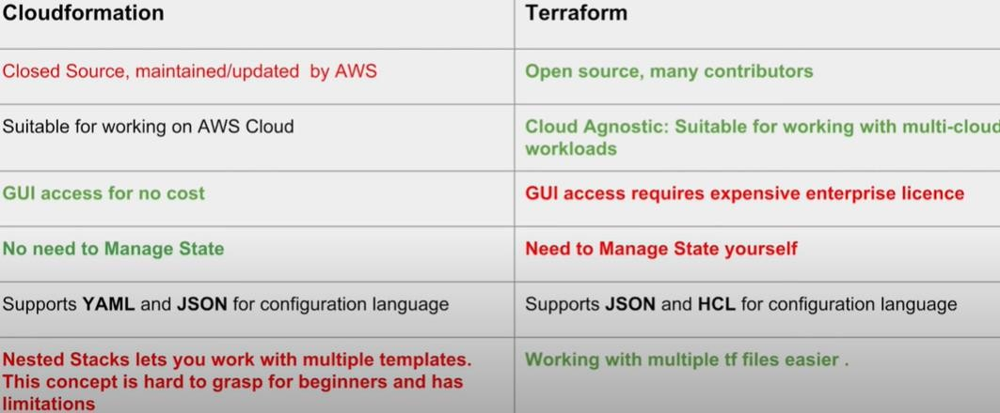 Cloudformation
Terraform
Closed Source, maintained/updated by AWS
Open source, many contributors
Suitable for working on AWS Cloud
Cloud Agnostic: Suitable for working with multi-cloud
workloads
GUI access for no cost
GUI access requires expensive enterprise licence
No need to Manage State
Need to Manage State yourself
Supports YAML and JSON for configuration language
Supports JSON and HCL for configuration language
Nested Stacks lets you work with multiple templates.
This concept is hard to grasp for beginners and has
limitations
Working with multiple tf files easier .